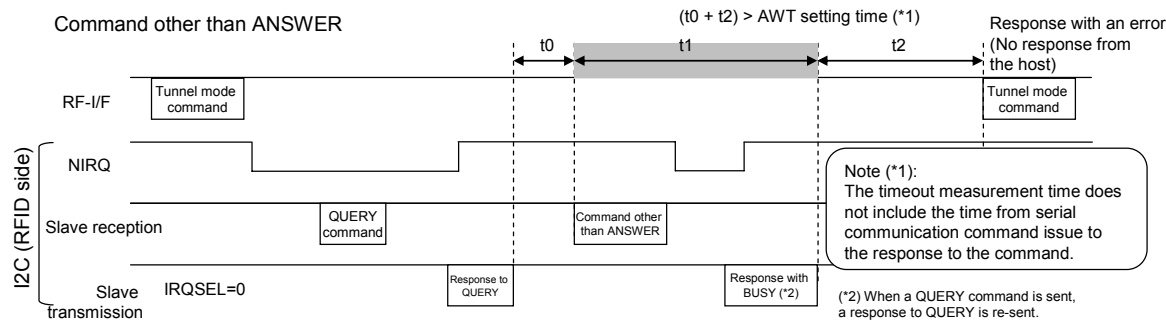 Command other than ANSWER
(t0 + t2) > AWT setting time (*1)
Response with an error
(No response from
the host)
t0
t1
t2
RF-I/F
Tunnel mode
command
Tunnel mode
command
I2C (RFID side)
NIRQ
Note (*1):
The timeout measurement time does
not include the time from serial
communication command issue to
the response to the command.
Slave reception
QUERY
command
Command other
than ANSWER
Slave
transmission
IRQSEL=0
Response to
QUERY
Response with
BUSY (*2)
(*2) When a QUERY command is sent,
a response to QUERY is re-sent.